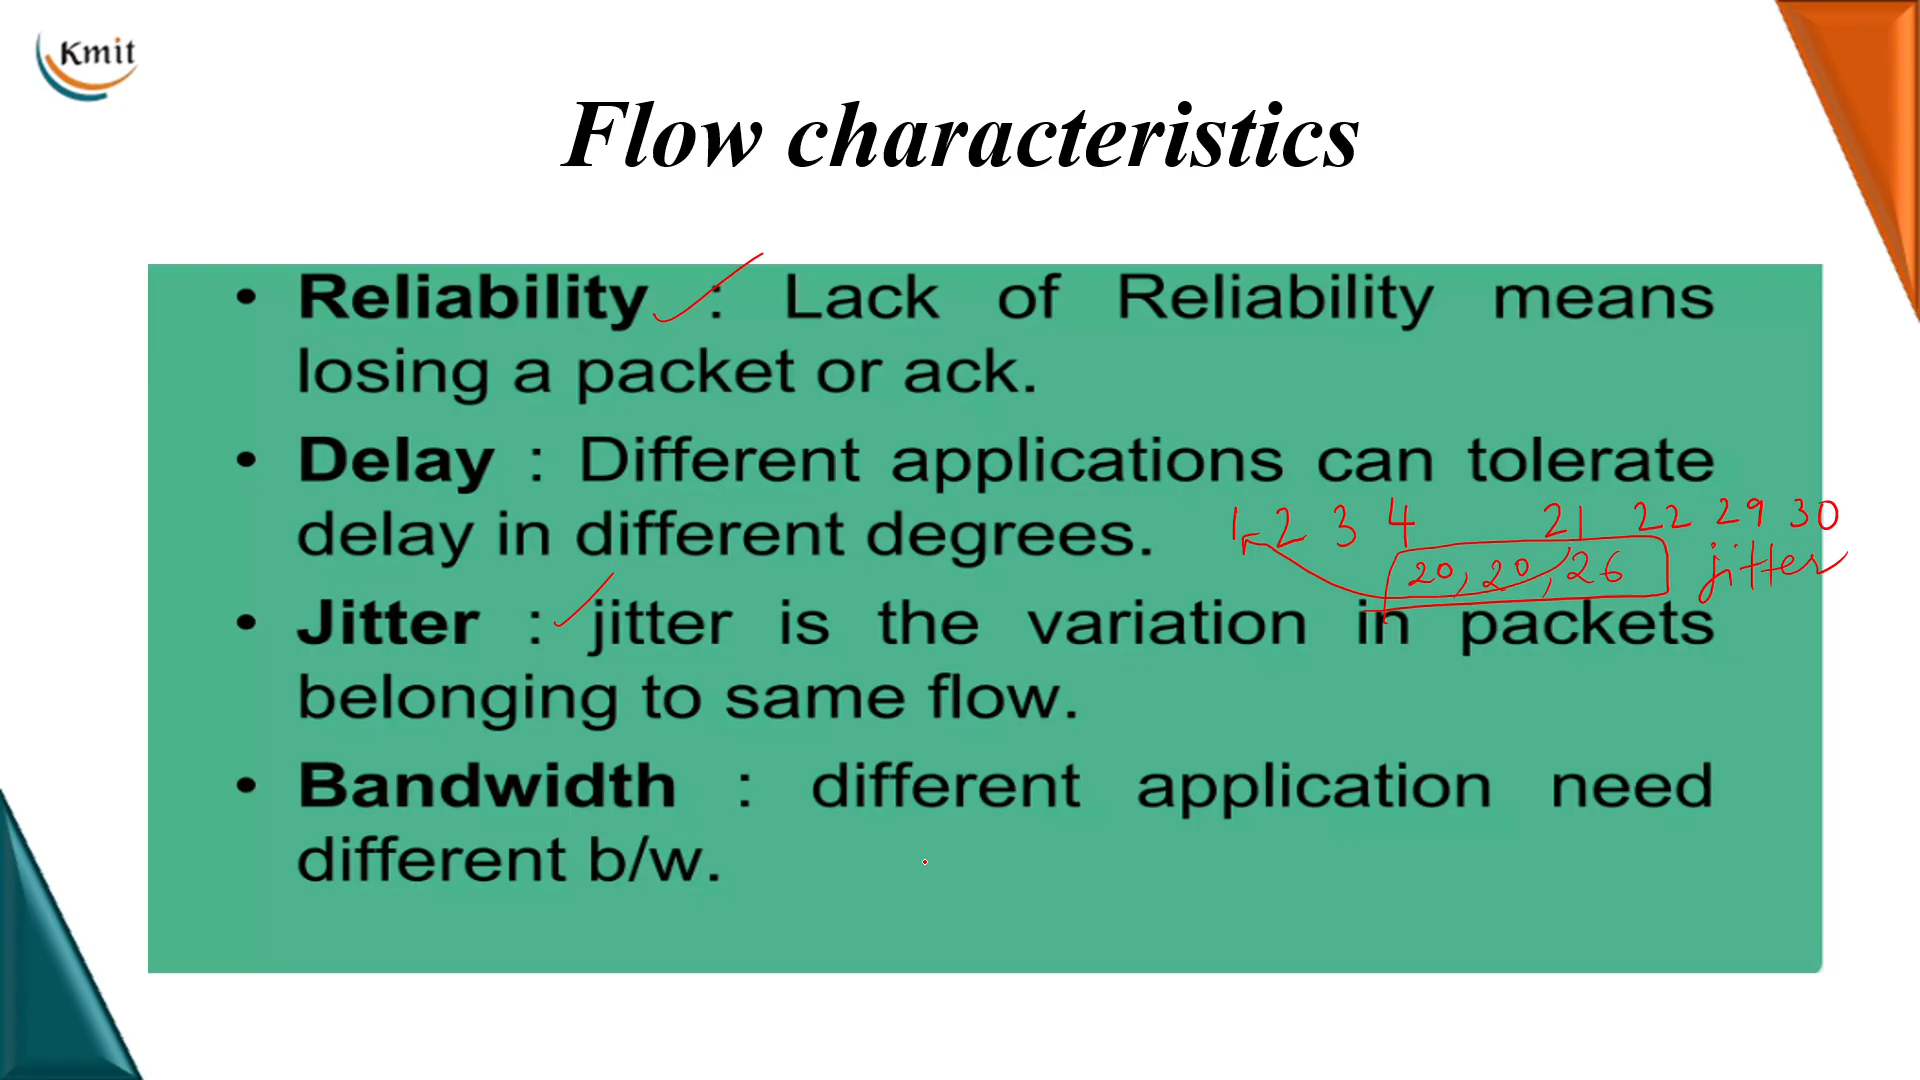 Kmit
Flow characteristics
• Reliability : Lack of Reliability means
losing a packet or ack.
• Delay : Different applications can tolerate
delay in different degrees.
1 2 3 4 21 22 29 30
20, 20, 26 jitter
• Jitter : jitter is the variation in packets
belonging to same flow.
• Bandwidth : different application need
different b/w.